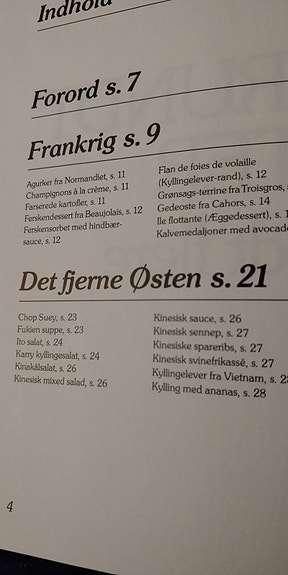 Indhold
Forord s. 7
Frankrig s. 9
Agurker fra Normandiet, s. 11
Champignons à la crème, s. 11
Farserede kartofler, s. 11
Ferskendessert fra Beaujolais, s. 12
Ferskensorbet med hindbær-
sauce, s. 12
Flan de foies de volaille
(Kyllingelever-rand), s. 12
Grønsags-terrine fra Troisgros,
Gedeoste fra Cahors, s. 14
Ile flottante (Æggedessert), s.
Kalvemedaljoner med
Det fjerne Østen s. 21
Chop Suey, s. 23
Fukien suppe, s. 23
Ito salat, s. 24
Karry kyllingesalat, s. 24
Kinakålsalat, s. 26
Kinesisk mixed salad, s. 26
Kinesisk sauce, s. 26
Kinesisk sennep, s. 27
Kinesiske spareribs, s. 27
Kinesisk svinefrikassé, s. 27
Kyllingelever fra Vietnam, s.
Kylling med ananas, s. 28
4